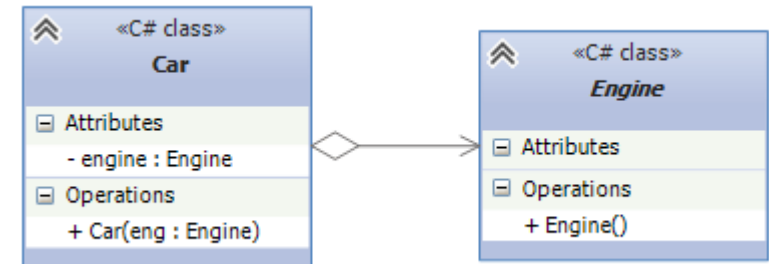 «C# class»
Car
Attributes
- engine : Engine
Operations
+ Car(eng : Engine)
«C# class»
Engine
Attributes
Operations
+ Engine()